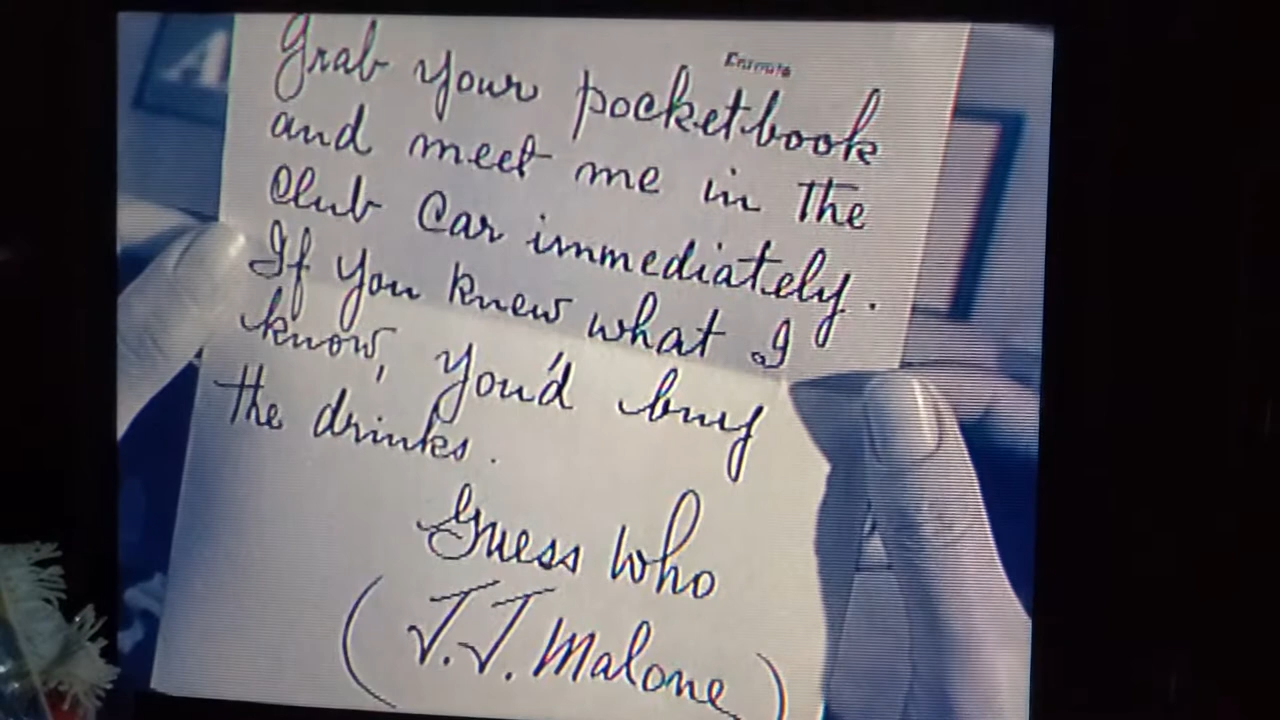 Enroute
Grab your pocketbook
and meet me in the
Club Car immediately.
If you knew what I
know, you'd buy
the drinks.
Guess Who
(J.J. Malone)